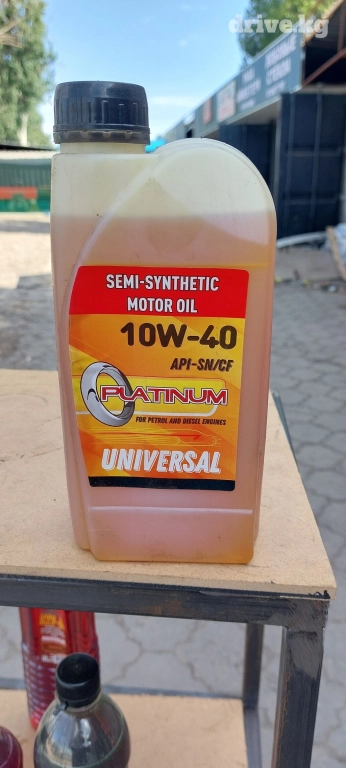 drive.kg
SEMI-SYNTHETIC
MOTOR OIL
10W-40
API-SN/CF
PLATINUM
FOR PETROL AND DIESEL ENGINES
UNIVERSAL